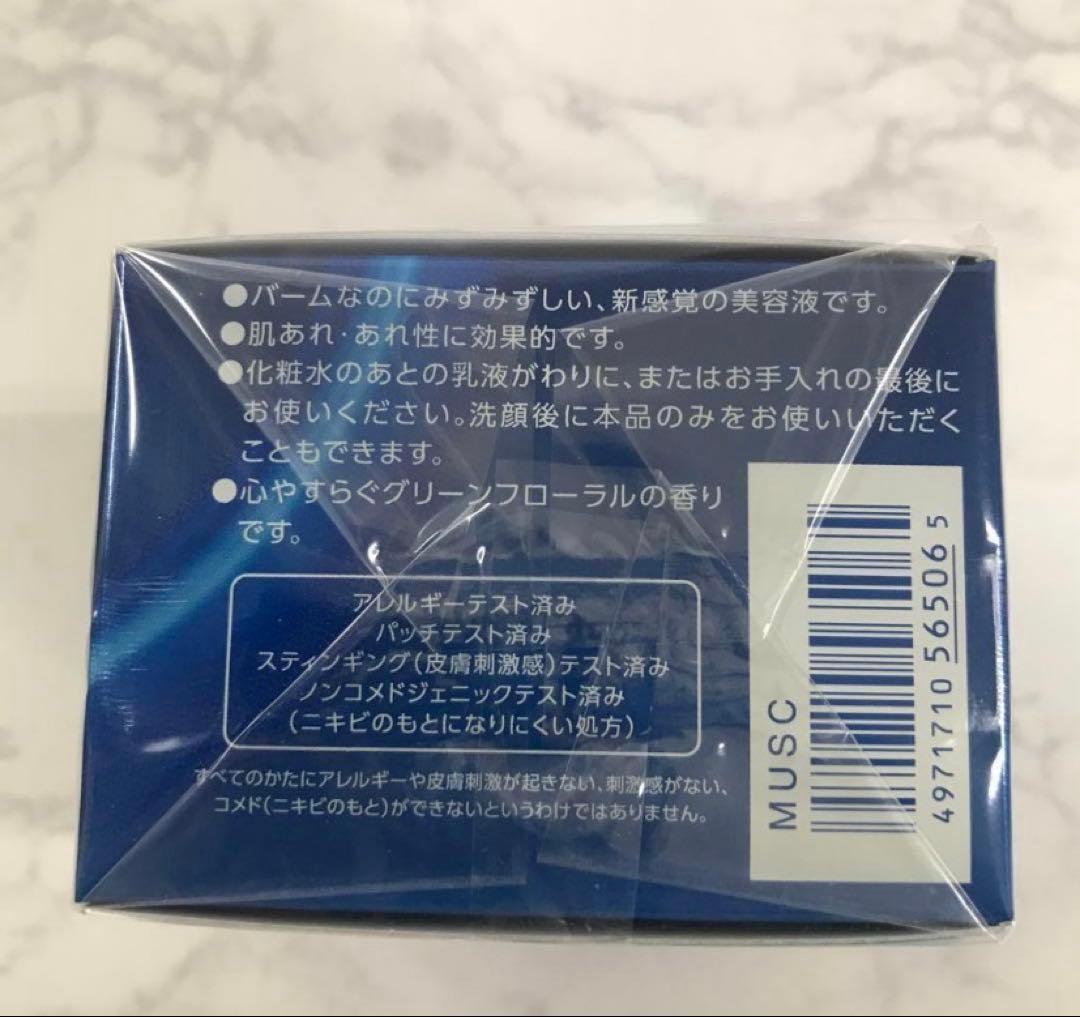 ●バームなのにみずみずしい、新感覚の美容液です。
●肌あれ・あれ性に効果的です。
●化粧水のあとの乳液がわりに、またはお手入れの最後に
お使いください。洗顔後に本品のみをお使いいただく
こともできます。
●心やすらぐグリーンフローラルの香り
です。
アレルギーテスト済み
パッチテスト済み
スティンギング(皮膚刺激感)テスト済み
ノンコメドジェニックテスト済み
(ニキビのもとになりにくい処方)
すべてのかたにアレルギーや皮膚刺激が起きない、刺激感がない、
コメド(ニキビのもと)ができないというわけではありません。
MUSC
4971710 565065